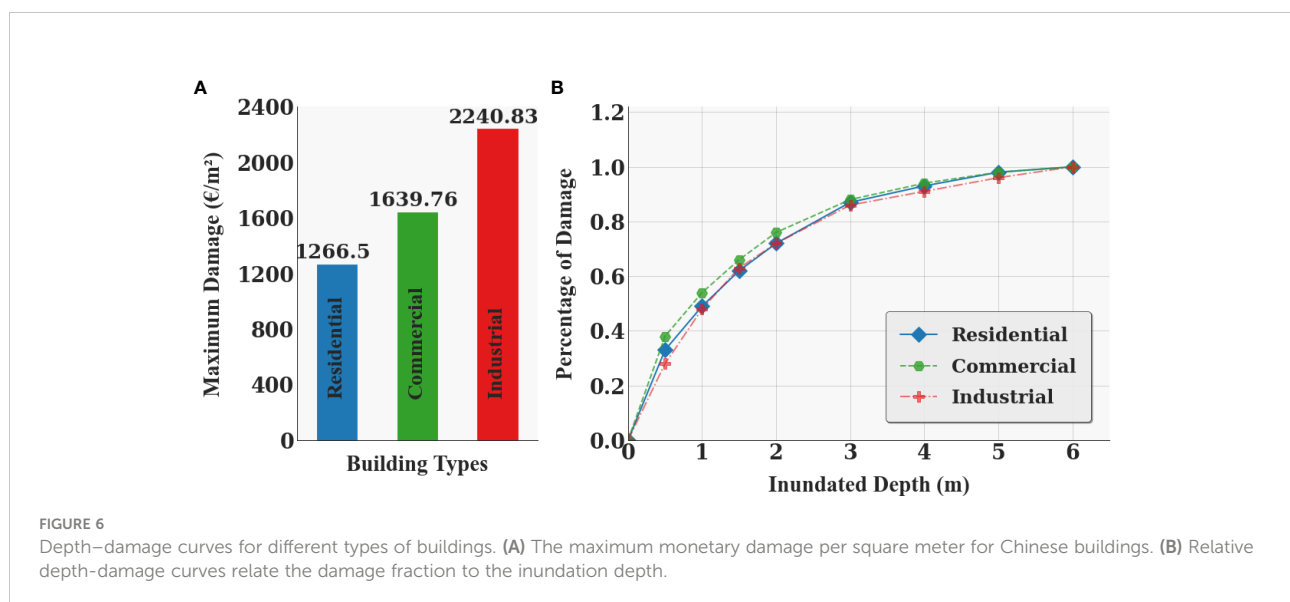 A
B
2400
2000
1600
1200
800
400
0
Maximum Damage (€/m²)
1266.5
1639.76
2240.83
Residential
Commercial
Industrial
Building Types
1.2
1.0
0.8
0.6
0.4
0.2
0.0
Percentage of Damage
0 1 2 3 4 5 6
Inundated Depth (m)
Residential
Commercial
Industrial
FIGURE 6
Depth–damage curves for different types of buildings. (A) The maximum monetary damage per square meter for Chinese buildings. (B) Relative
depth-damage curves relate the damage fraction to the inundation depth.